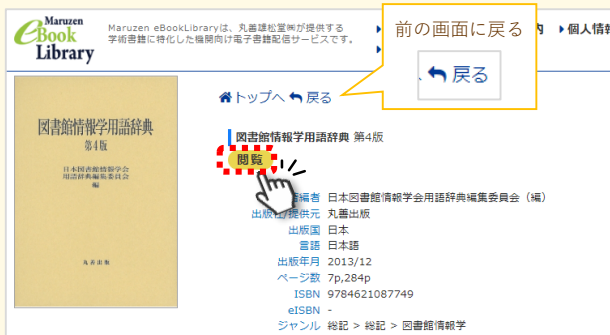 Maruzen
eBook
Library
Maruzen eBookLibraryは、丸善雄松堂㈱が提供する
学術書籍に特化した機関向け電子書籍配信サービスです。
内 個人情報
前の画面に戻る
戻る
トップへ 戻る
図書館情報学用語辞典
第4版
日本図書館情報学会
用語辞典編集委員会
編
丸善出版
図書館情報学用語辞典 第4版
閲覧
編者 日本図書館情報学会用語辞典編集委員会（編）
出版社/提供元 丸善出版
出版国 日本
言語 日本語
出版年月 2013/12
ページ数 7p,284p
ISBN 9784621087749
eISBN -
ジャンル 総記 > 総記 > 図書館情報学